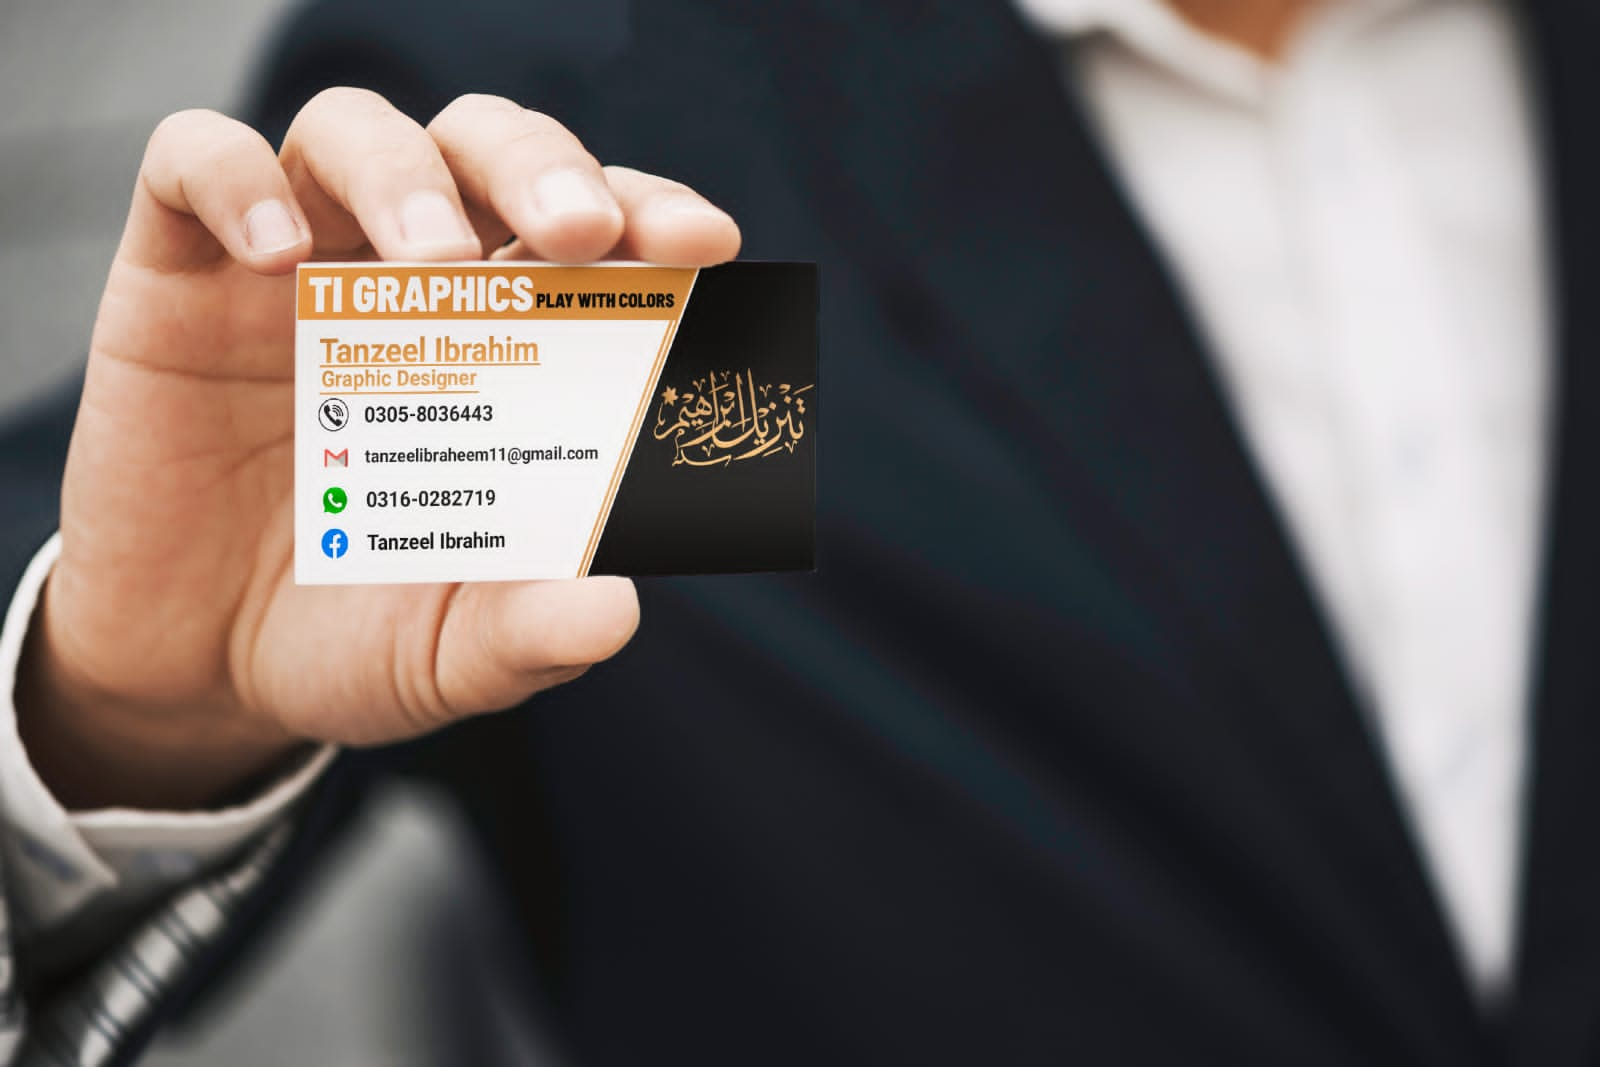 TI GRAPHICS PLAY WITH COLORS
Tanzeel Ibrahim
Graphic Designer
0305-8036443
tanzeelibraheem11@gmail.com
0316-0282719
Tanzeel Ibrahim
تنزیل ابراھیم